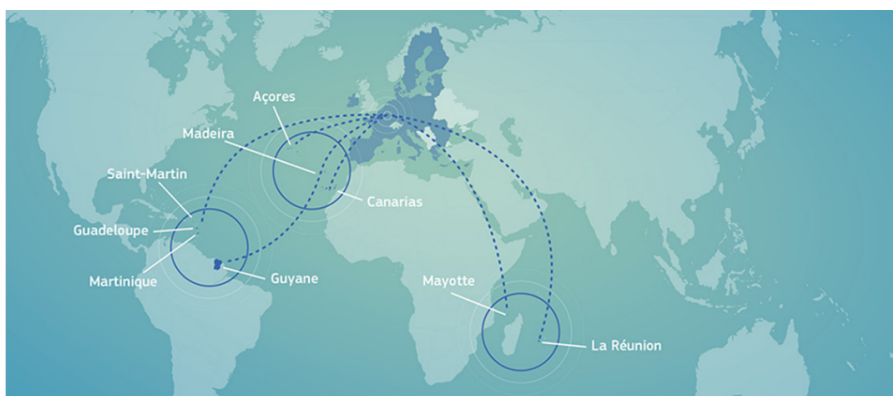 Açores
Madeira
Saint-Martin
Guadeloupe
Martinique
Guyane
Canarias
Mayotte
La Réunion